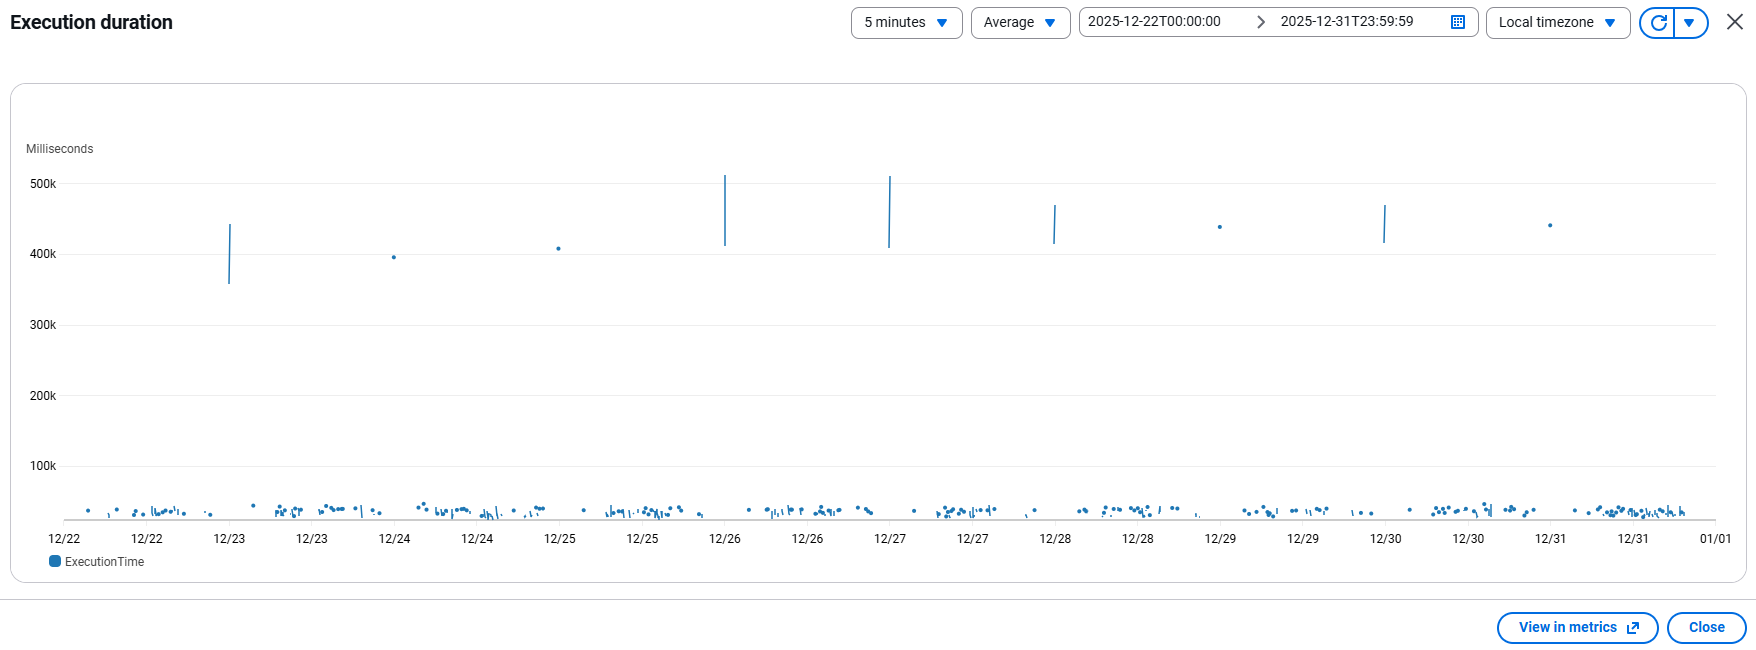 Execution duration
5 minutes
Average
2025-12-22T00:00:00
2025-12-31T23:59:59
Local timezone
Milliseconds
500k
400k
300k
200k
100k
12/22 12/22 12/23 12/23 12/24 12/24 12/25 12/25 12/26 12/26 12/27 12/27 12/28 12/28 12/29 12/29 12/30 12/30 12/31 12/31 01/01
ExecutionTime
View in metrics
Close